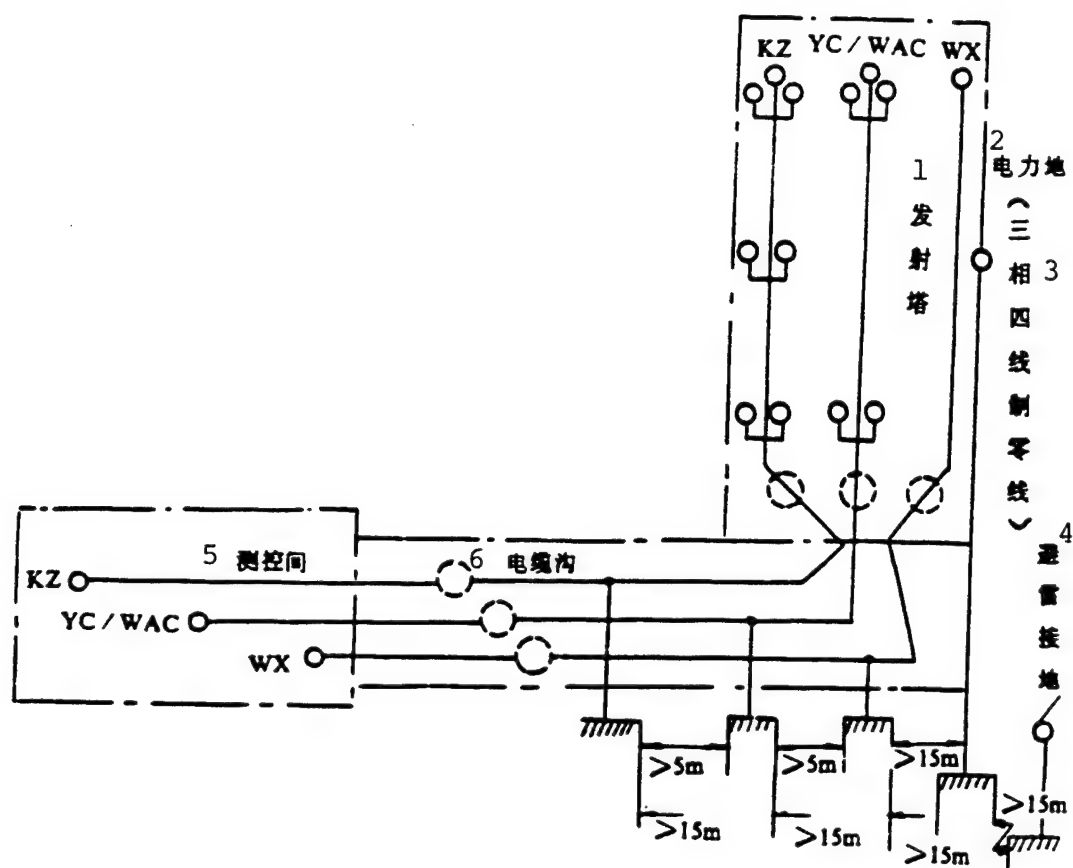 KZ YC/WAC WX
2
电力地
1
发射塔
(三相四线制零线)
3
4
避雷接地
5 测控间
6 电缆沟
KZ
YC/WAC
WX
>5m
>5m
>15m
>15m
>15m
>15m
>15m